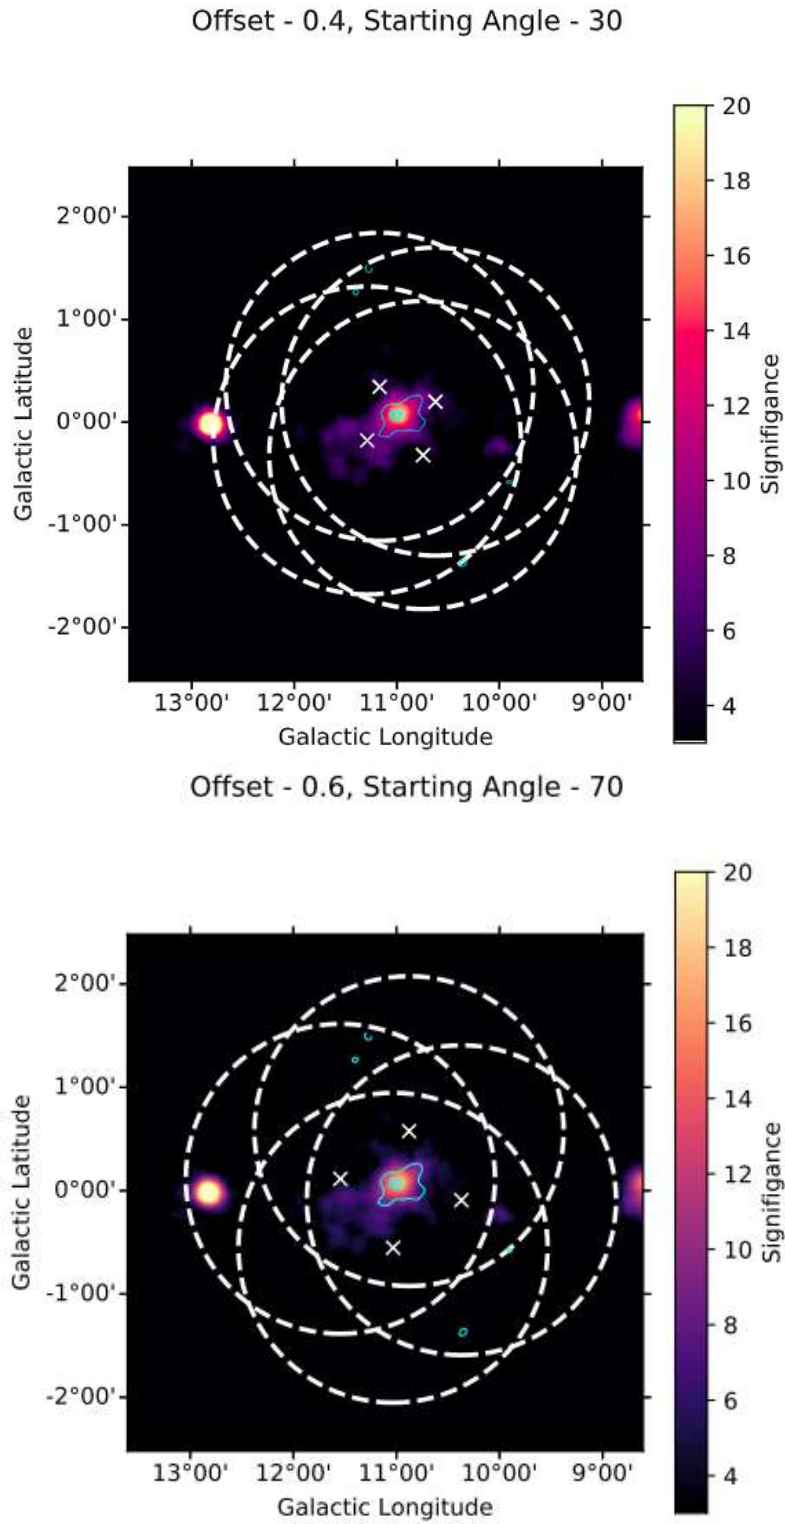 Offset - 0.4, Starting Angle - 30
20
18
16
14
12
10
8
6
4
Signifigance
2°00'
1°00'
0°00'
-1°00'
-2°00'
Galactic Latitude
13°00' 12°00' 11°00' 10°00' 9°00'
Galactic Longitude
Offset - 0.6, Starting Angle - 70
20
18
16
14
12
10
8
6
4
Signifigance
2°00'
1°00'
0°00'
-1°00'
-2°00'
Galactic Latitude
13°00' 12°00' 11°00' 10°00' 9°00'
Galactic Longitude